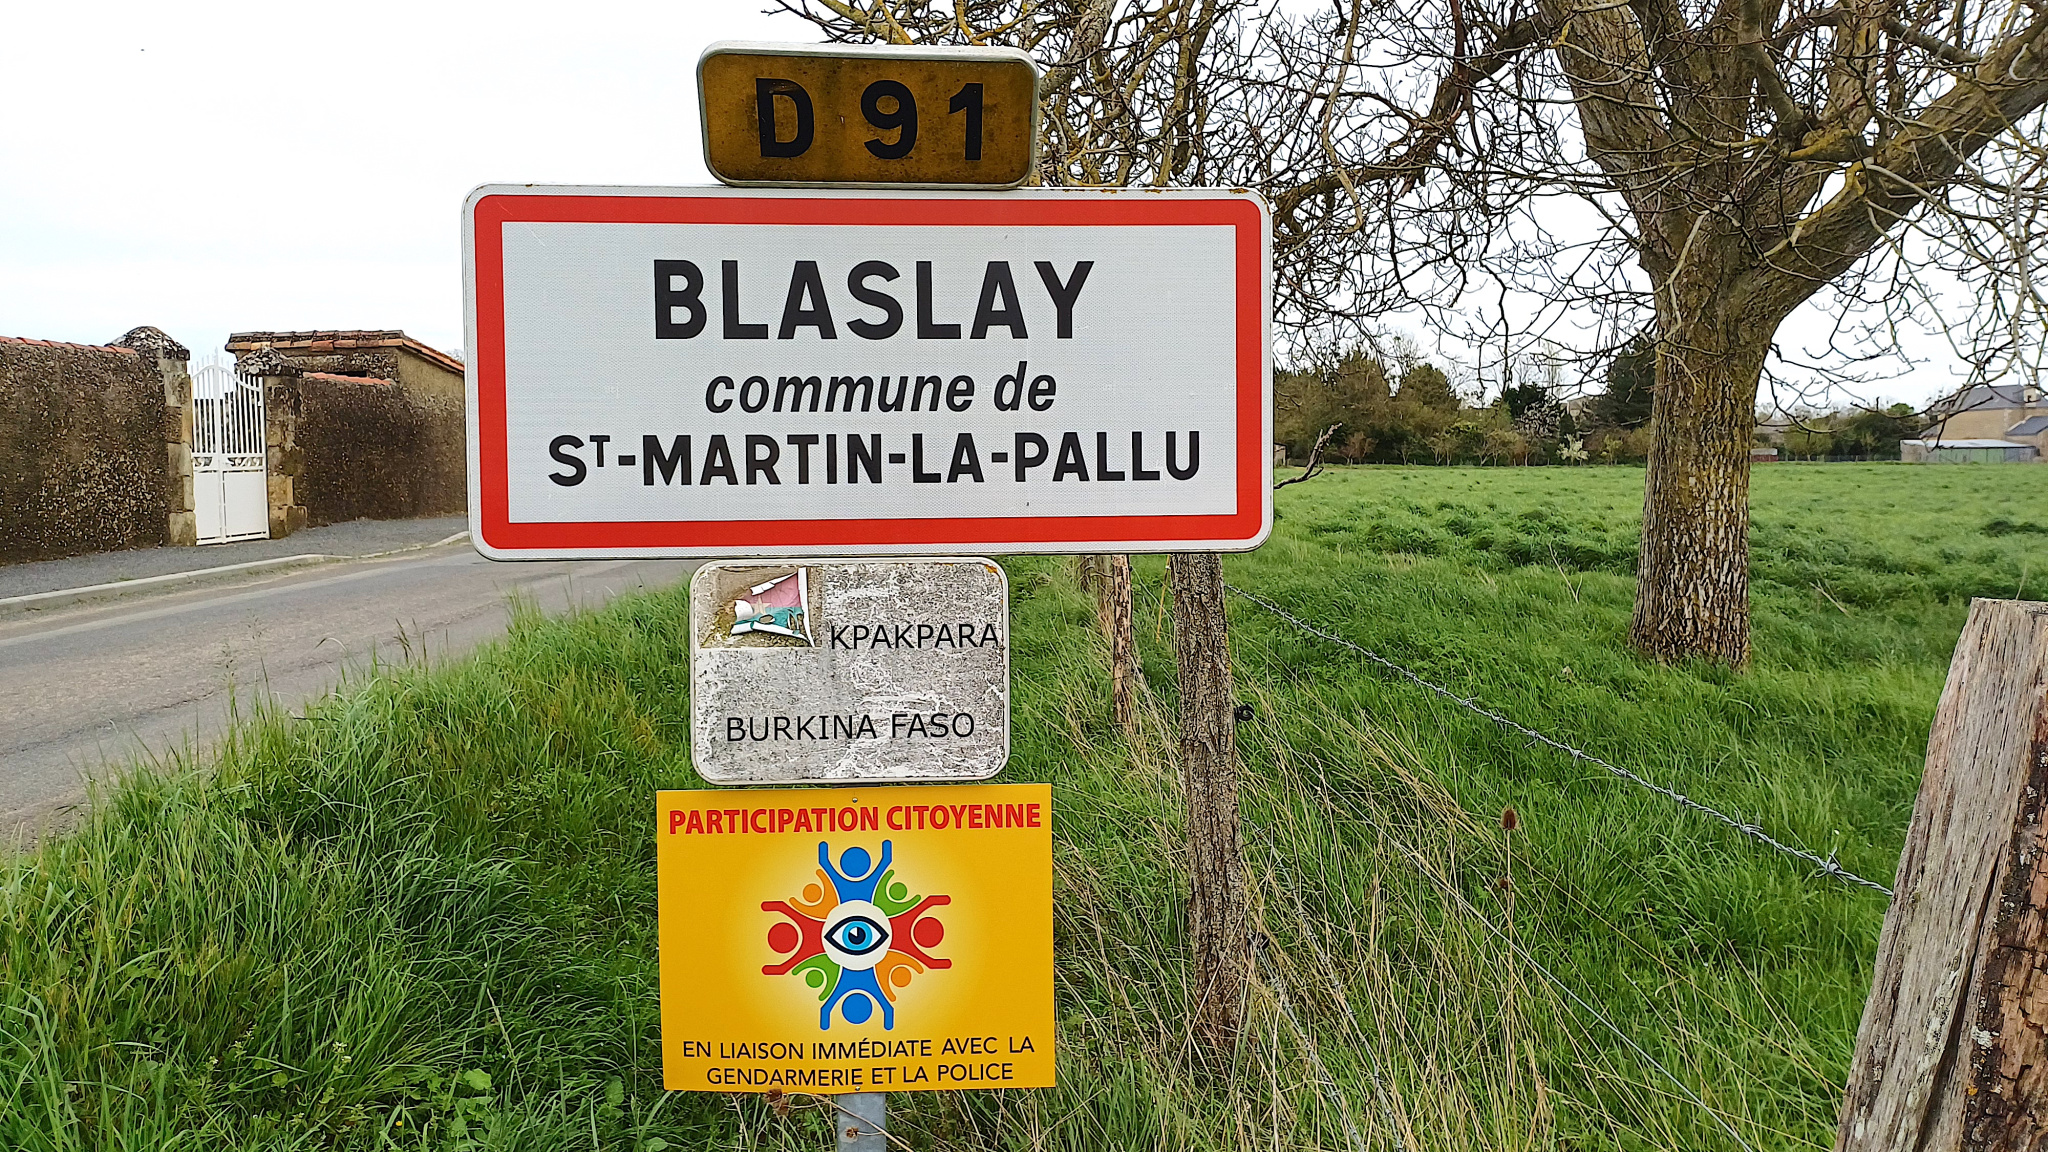 D 91
BLASLAY
commune de
ST-MARTIN-LA-PALLU
KPAKPARA
BURKINA FASO
PARTICIPATION CITOYENNE
EN LIAISON IMMÉDIATE AVEC LA
GENDARMERIE ET LA POLICE